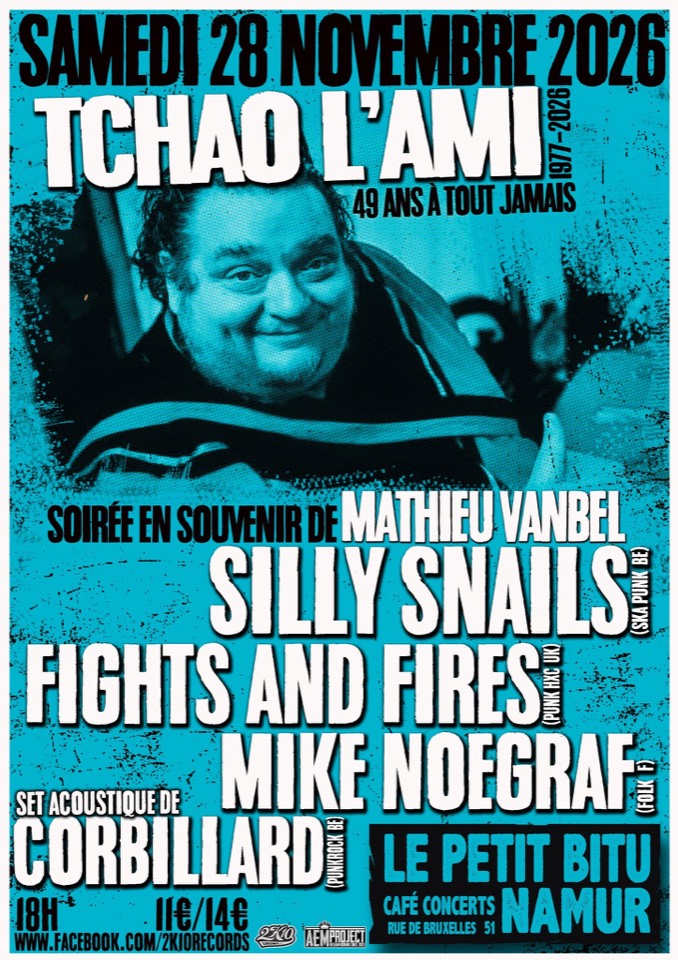 SAMEDI 28 NOVEMBRE 2026
TCHAO L'AMI
1977-2026
49 ANS À TOUT JAMAIS
SOIRÉE EN SOUVENIR DE MATHIEU VANBEL
SILLY SNAILS
(SKA PUNK BE)
FIGHTS AND FIRES
(PUNK HXC UK)
MIKE NOEGRAF
(FOLK F)
SET ACOUSTIQUE DE
CORBILLARD
(PUNKROCK BE)
LE PETIT BITU
CAFÉ CONCERTS
RUE DE BRUXELLES 51
NAMUR
18H 11€/14€
WWW.FACEBOOK.COM/2KIORECORDS
2KIO
AEMPROJECT